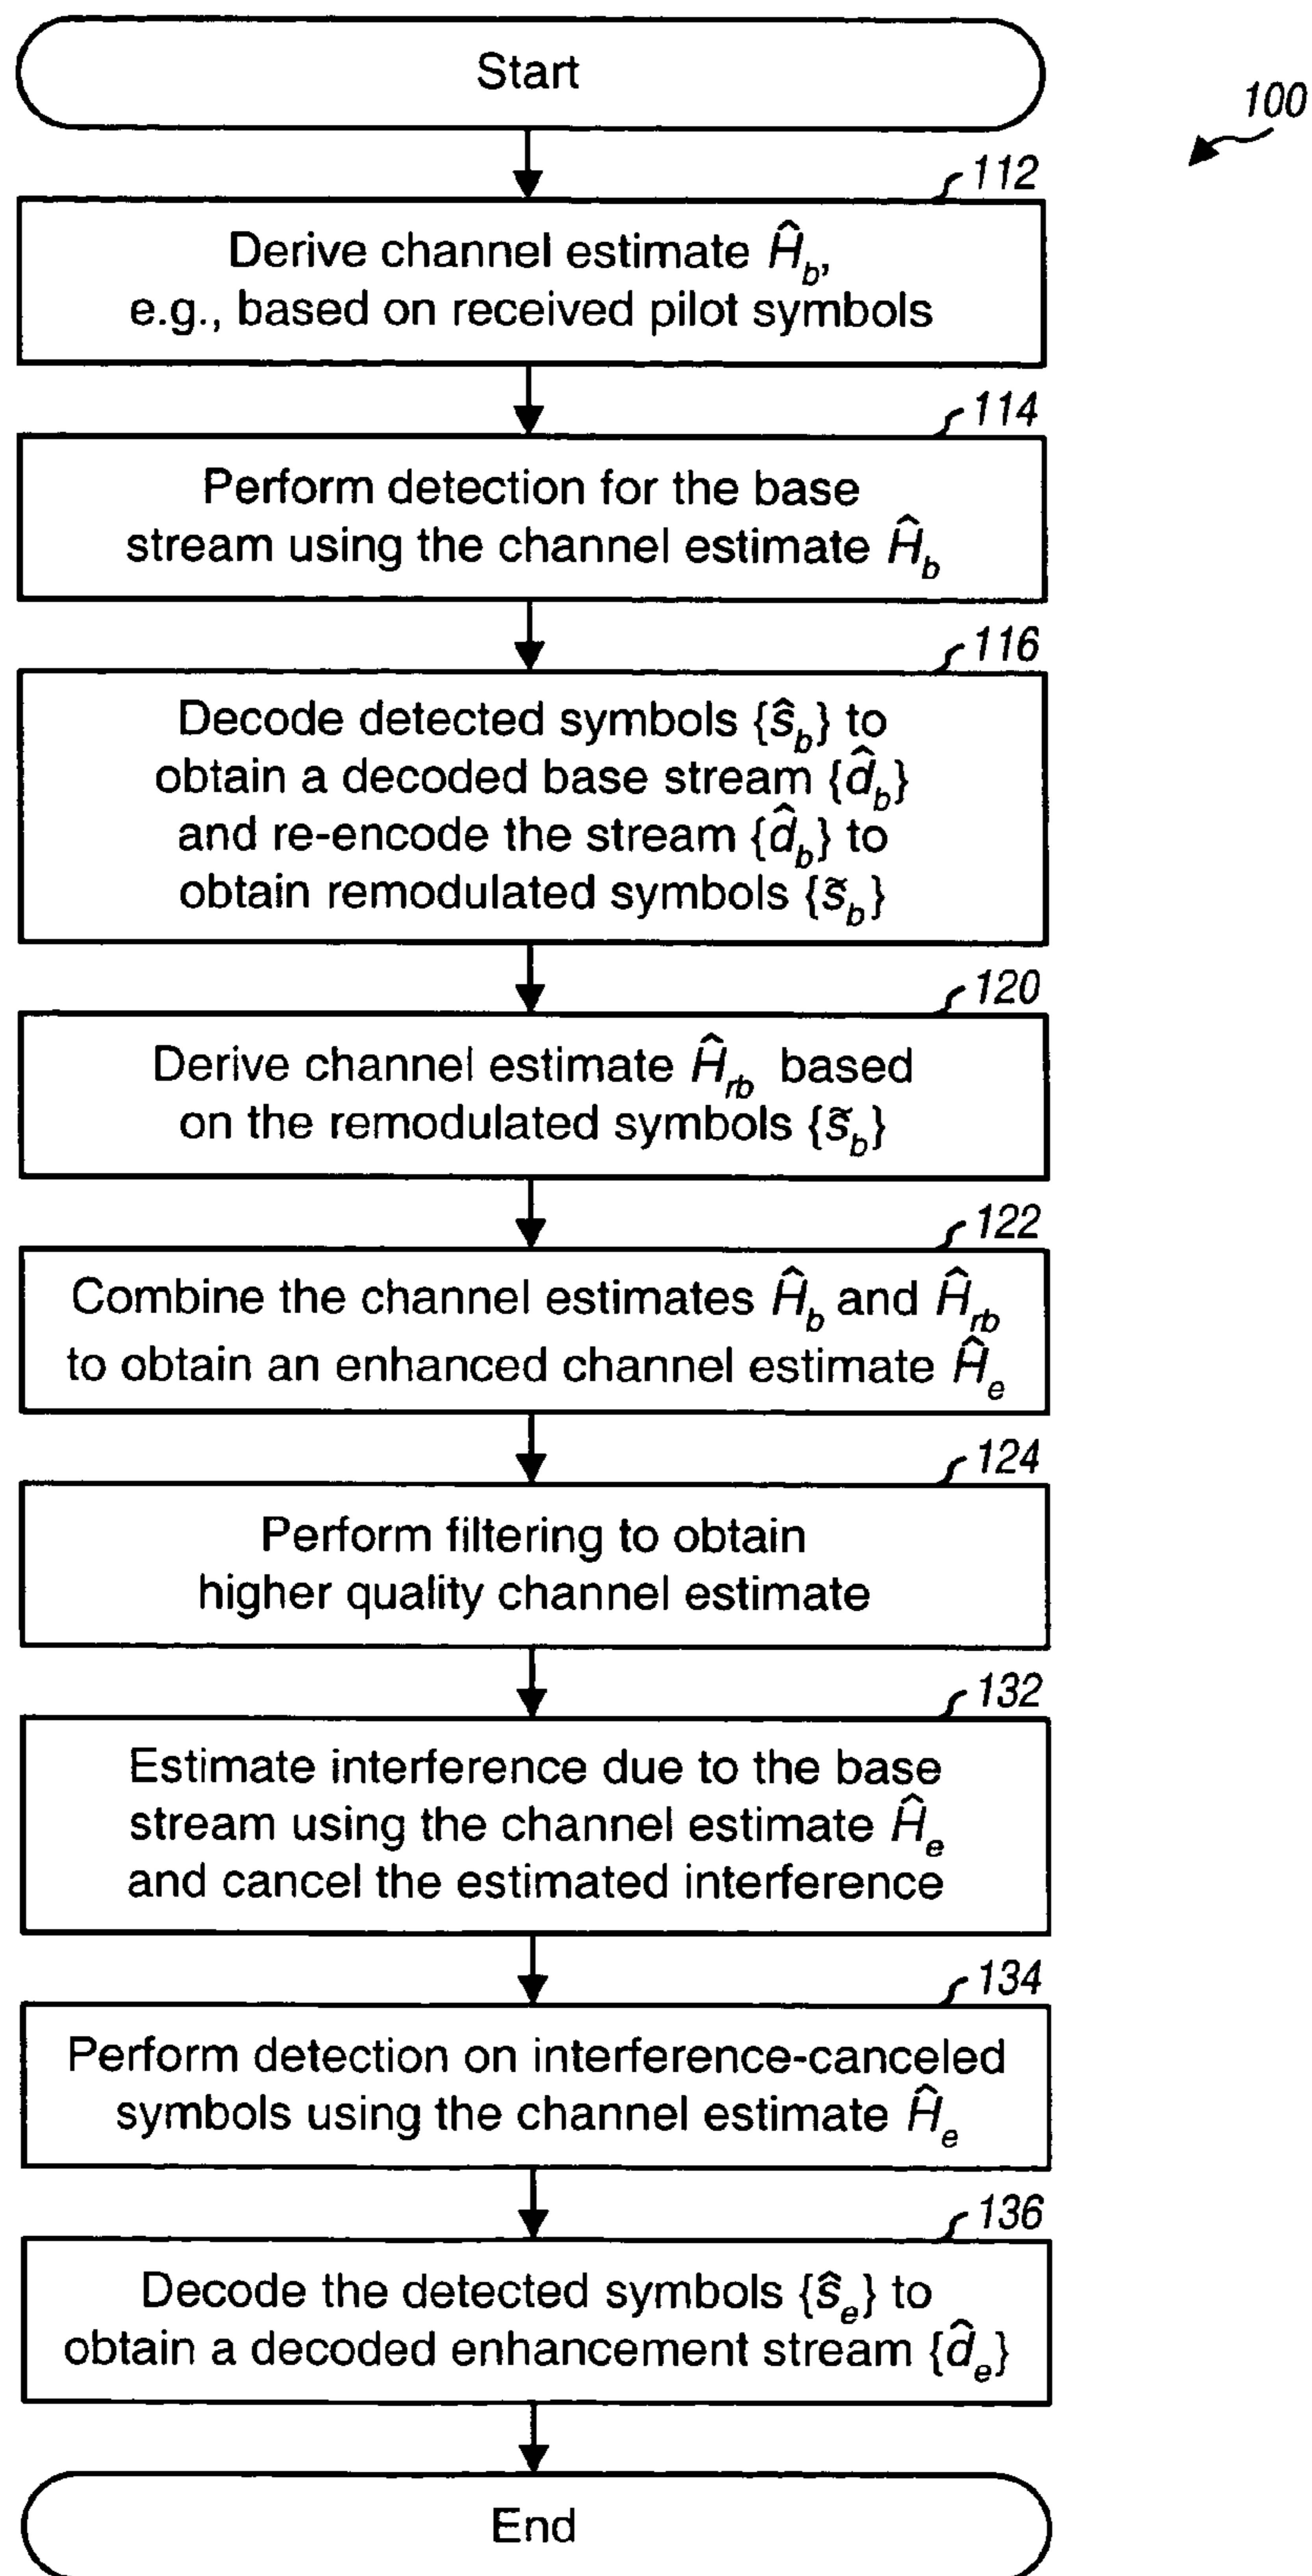 Start
100
112
Derive channel estimate Ĥb,
e.g., based on received pilot symbols
114
Perform detection for the base
stream using the channel estimate Ĥb
116
Decode detected symbols {ŝb} to
obtain a decoded base stream {d̂b}
and re-encode the stream {d̂b} to
obtain remodulated symbols {s̃b}
120
Derive channel estimate Ĥrb based
on the remodulated symbols {s̃b}
122
Combine the channel estimates Ĥb and Ĥrb
to obtain an enhanced channel estimate Ĥe
124
Perform filtering to obtain
higher quality channel estimate
132
Estimate interference due to the base
stream using the channel estimate Ĥe
and cancel the estimated interference
134
Perform detection on interference-canceled
symbols using the channel estimate Ĥe
136
Decode the detected symbols {ŝe} to
obtain a decoded enhancement stream {d̂e}
End